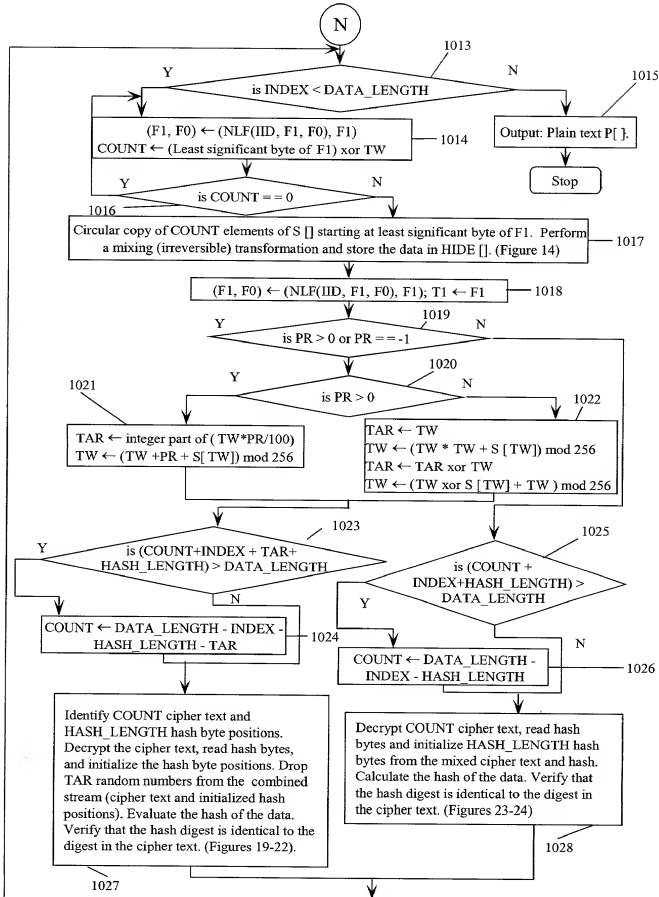 N
1013
Y
is INDEX < DATA_LENGTH
N
1015
(F1, F0) ← (NLF(IID, F1, F0), F1)
COUNT ← (Least significant byte of F1) xor TW
1014
Output: Plain text P[ ].
Stop
Y
is COUNT = = 0
N
1016
Circular copy of COUNT elements of S [] starting at least significant byte of F1. Perform
a mixing (irreversible) transformation and store the data in HIDE []. (Figure 14)
1017
(F1, F0) ← (NLF(IID, F1, F0), F1); T1 ← F1
1018
1019
Y
is PR > 0 or PR = = -1
N
1020
Y
is PR > 0
N
1021
1022
TAR ← integer part of ( TW*PR/100)
TW ← (TW +PR + S[ TW]) mod 256
TAR ← TW
TW ← (TW * TW + S [ TW]) mod 256
TAR ← TAR xor TW
TW ← (TW xor S [TW] + TW ) mod 256
1023
Y
is (COUNT+INDEX + TAR+
HASH_LENGTH) > DATA_LENGTH
N
1025
is (COUNT +
INDEX+HASH_LENGTH) >
DATA_LENGTH
Y
N
COUNT ← DATA_LENGTH - INDEX -
HASH_LENGTH - TAR
1024
COUNT ← DATA_LENGTH -
INDEX - HASH_LENGTH
1026
Identify COUNT cipher text and
HASH_LENGTH hash byte positions.
Decrypt the cipher text, read hash bytes,
and initialize the hash byte positions. Drop
TAR random numbers from the combined
stream (cipher text and initialized hash
positions). Evaluate the hash of the data.
Verify that the hash digest is identical to the
digest in the cipher text. (Figures 19-22).
1027
Decrypt COUNT cipher text, read hash
bytes and initialize HASH_LENGTH hash
bytes from the mixed cipher text and hash.
Calculate the hash of the data. Verify that
the hash digest is identical to the digest in
the cipher text. (Figures 23-24)
1028